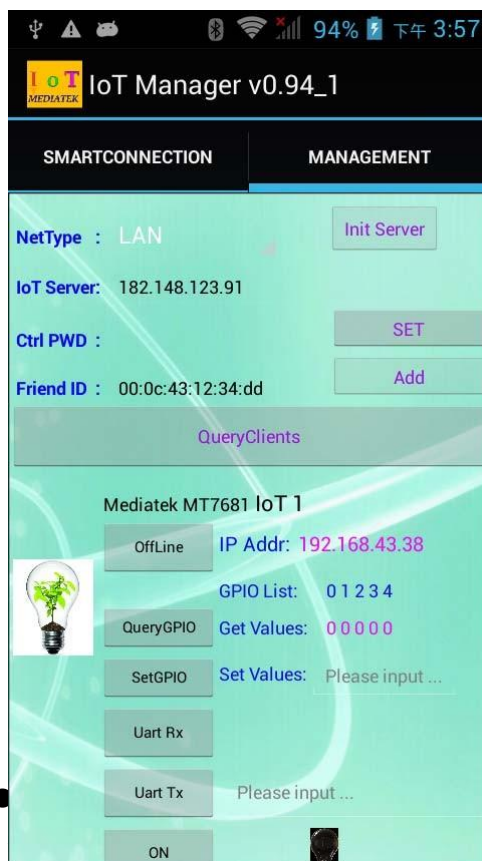 94% 下午 3:57
IoT
MEDIATEK
IoT Manager v0.94_1
SMARTCONNECTION MANAGEMENT
NetType : LAN Init Server
IoT Server: 182.148.123.91
Ctrl PWD : SET
Friend ID : 00:0c:43:12:34:dd Add
QueryClients
Mediatek MT7681 IoT 1
OffLine IP Addr: 192.168.43.38
GPIO List: 0 1 2 3 4
QueryGPIO Get Values: 0 0 0 0 0
SetGPIO Set Values: Please input ...
Uart Rx
Uart Tx Please input ...
ON